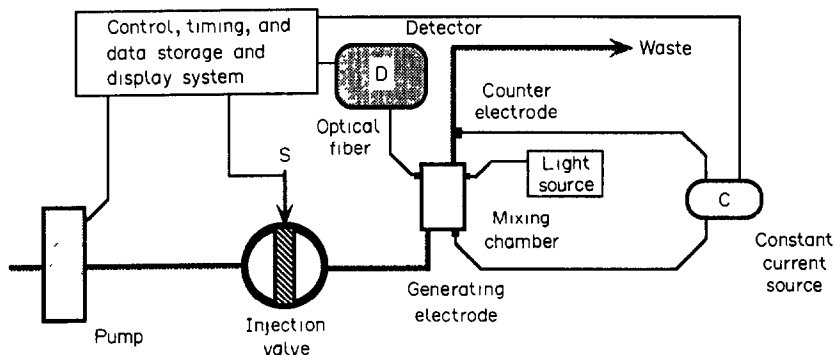 Control, timing, and
data storage and
display system
Detector
D
Waste
Counter
electrode
Optical
fiber
S
Light
source
C
Mixing
chamber
Constant
current
source
Generating
electrode
Injection
valve
Pump